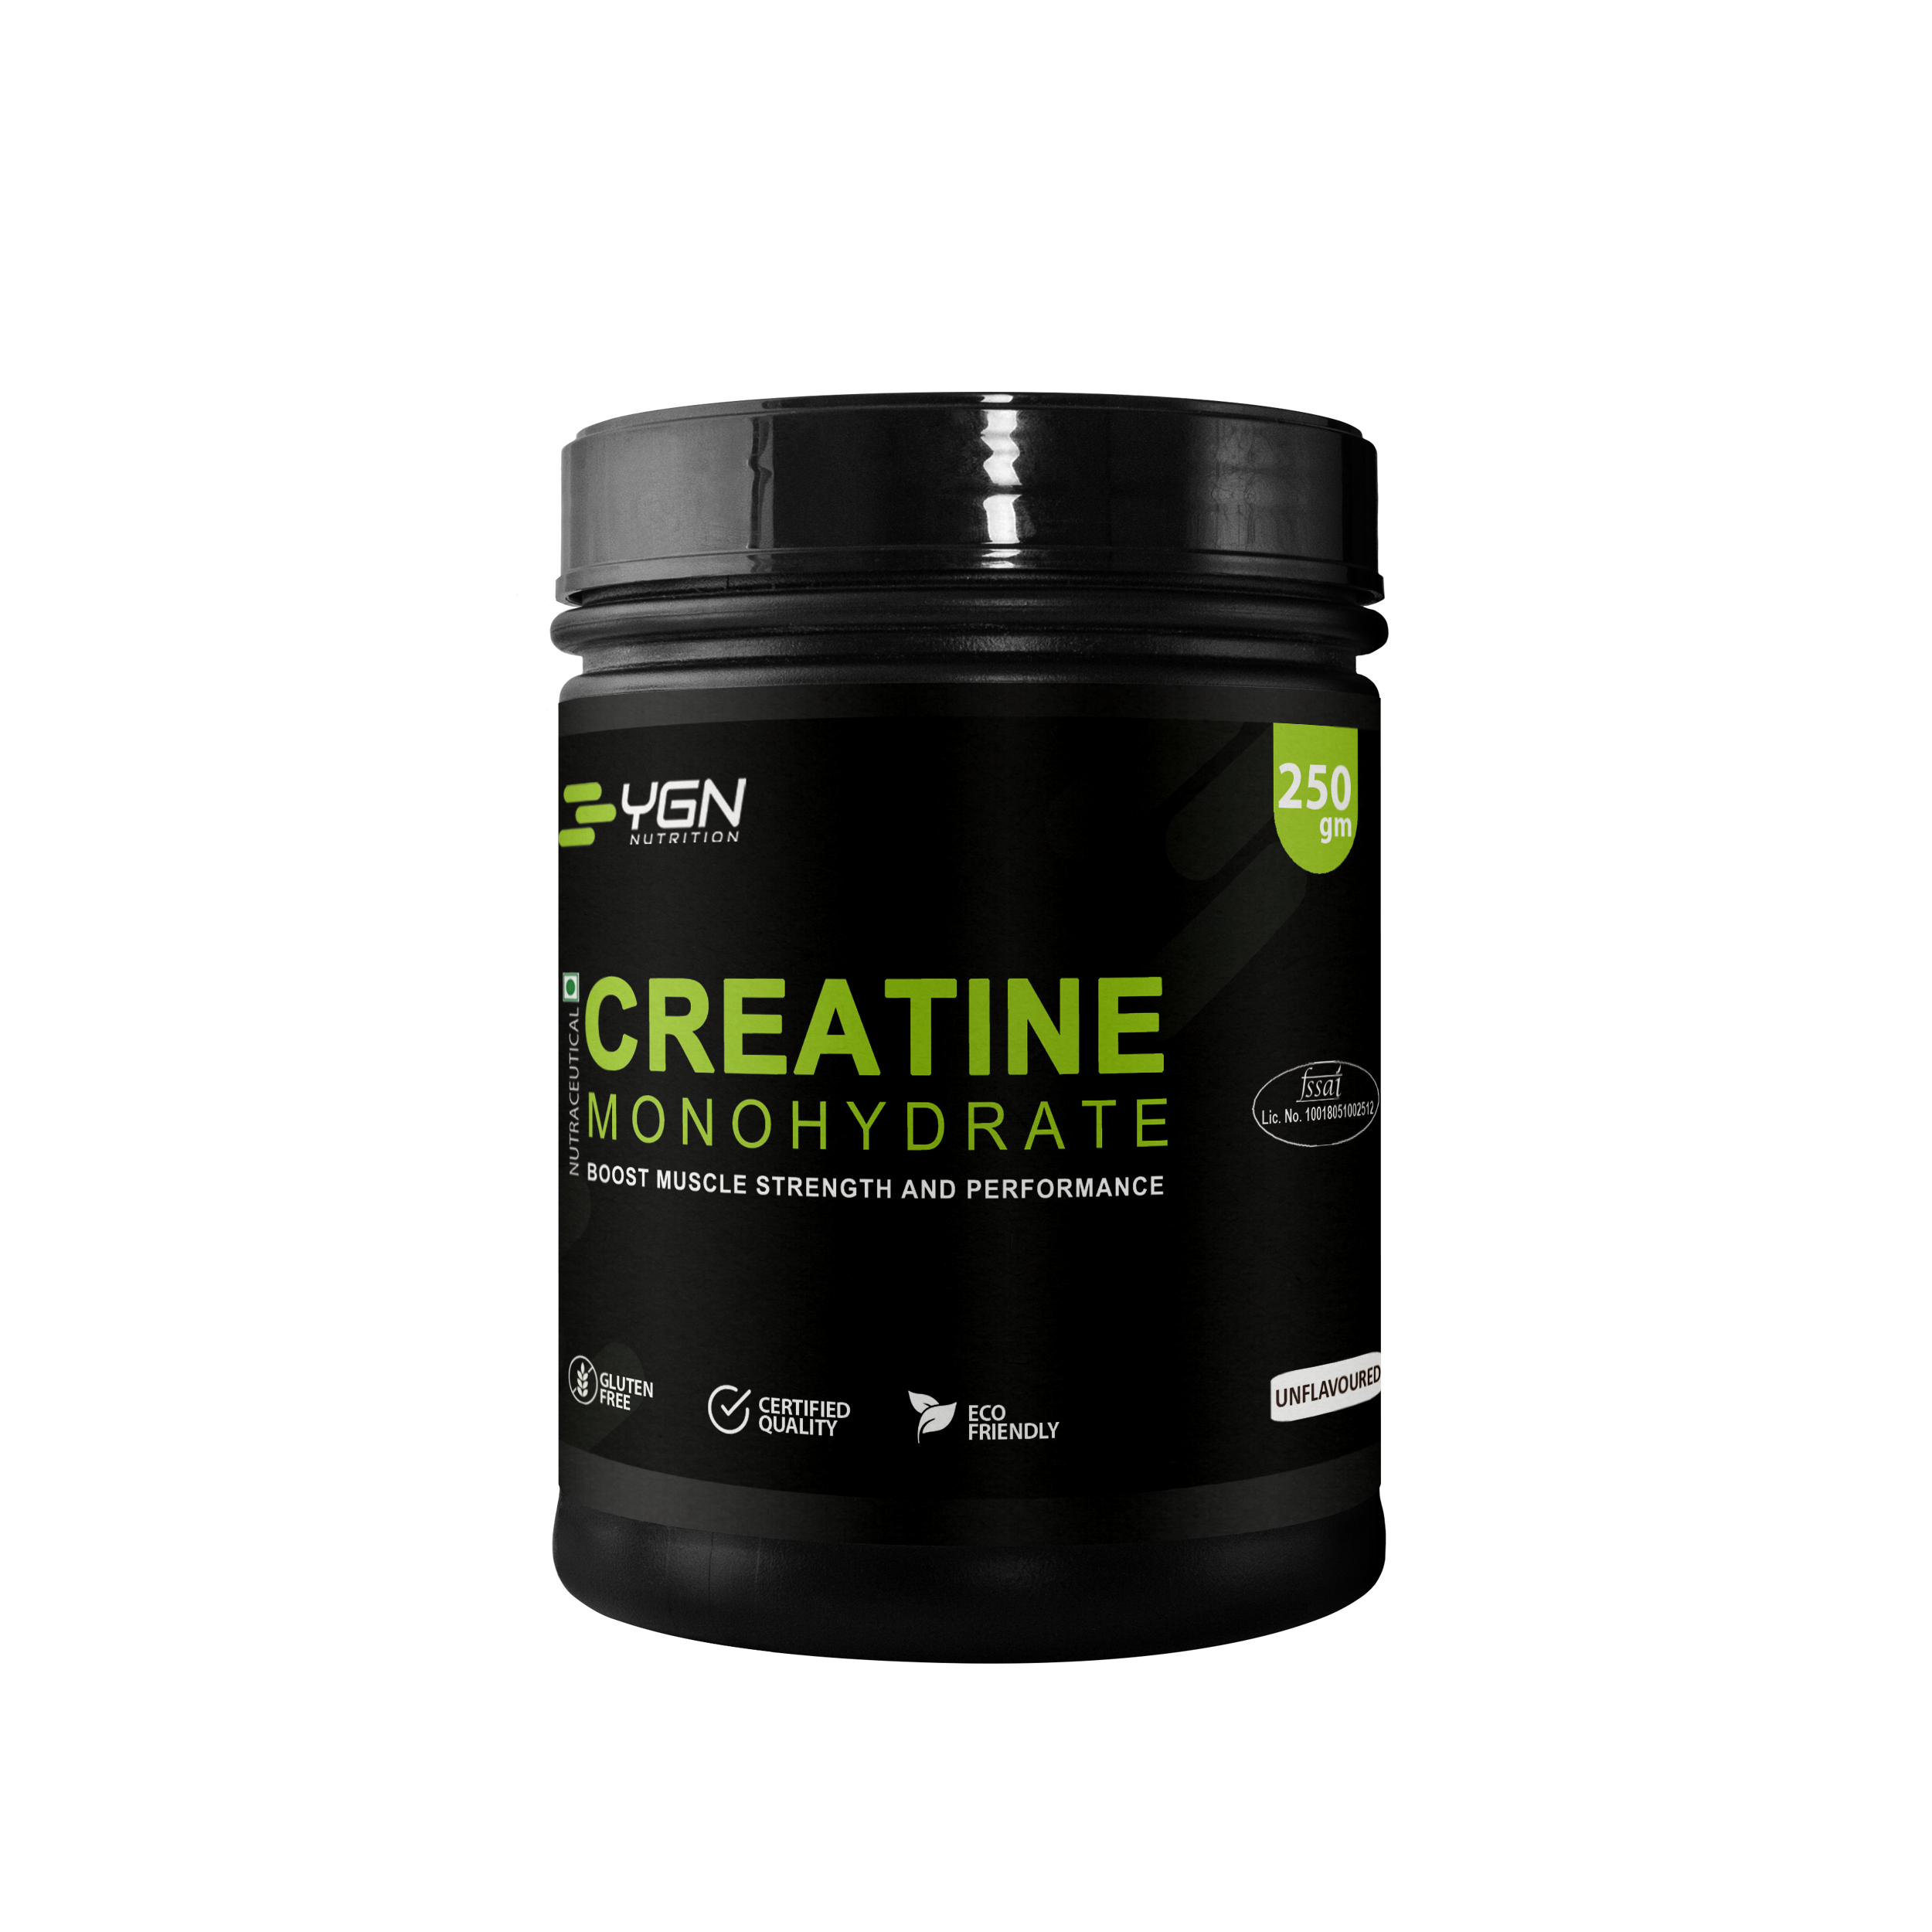 YGN
NUTRITION
250
gm
NUTRACEUTICAL
CREATINE
MONOHYDRATE
BOOST MUSCLE STRENGTH AND PERFORMANCE
fssai
Lic. No. 10018051002512
GLUTEN
FREE
CERTIFIED
QUALITY
ECO
FRIENDLY
UNFLAVOURED